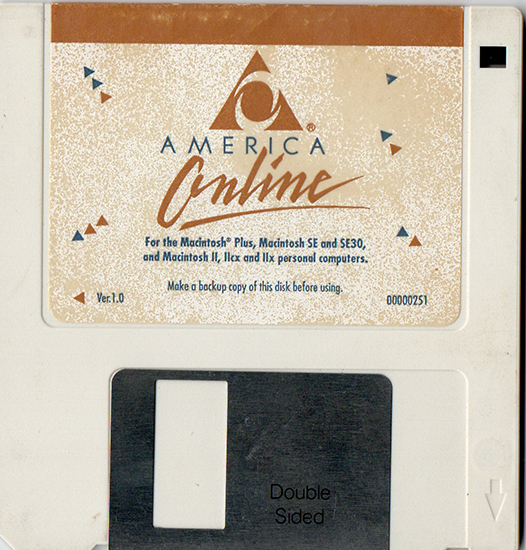 AMERICA
Online
®
For the Macintosh® Plus, Macintosh SE and SE30,
and Macintosh II, IIcx and IIx personal computers.
Make a backup copy of this disk before using.
Ver.1.0
00000251
Double
Sided